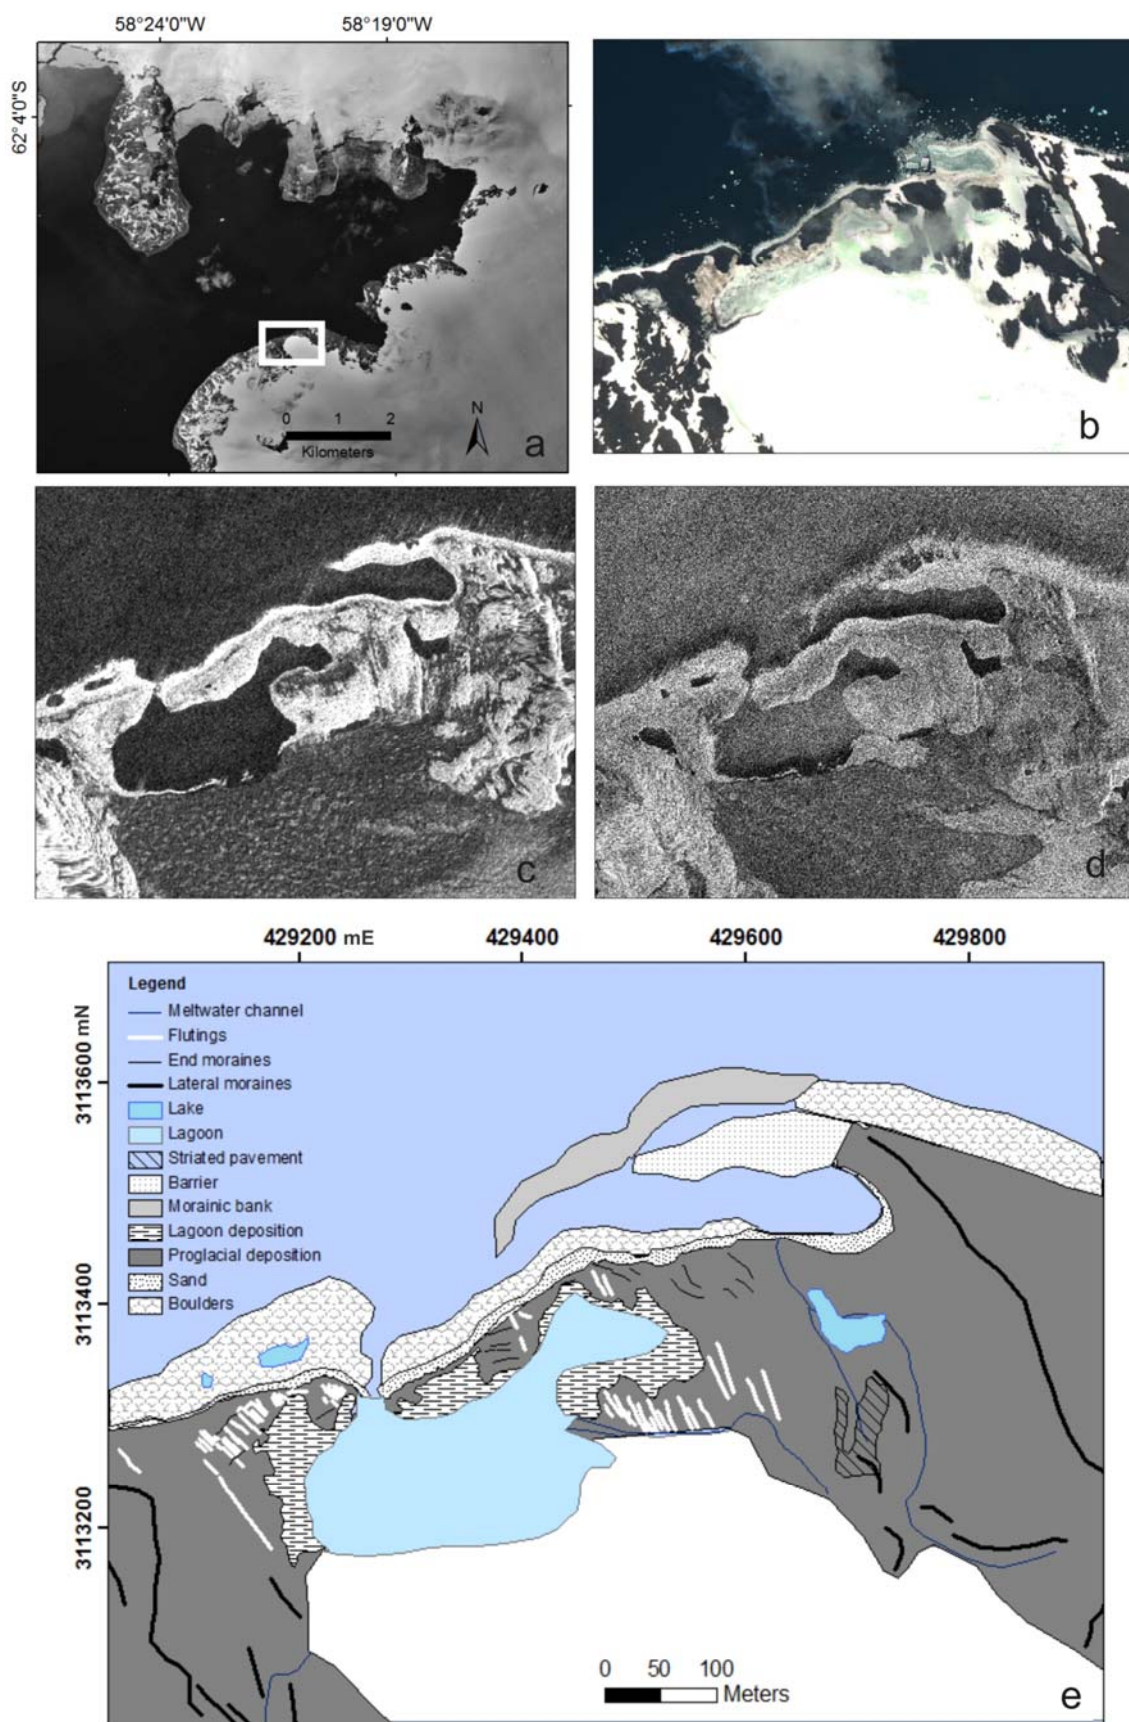 58°24'0"W 58°19'0"W
62°4'0"S
N
0 1 2
Kilometers
a
b
c
d
429200 mE 429400 429600 429800
3113600 mN
3113400
3113200
Legend
Meltwater channel
Flutings
End moraines
Lateral moraines
Lake
Lagoon
Striated pavement
Barrier
Morainic bank
Lagoon deposition
Proglacial deposition
Sand
Boulders
0 50 100
Meters
e